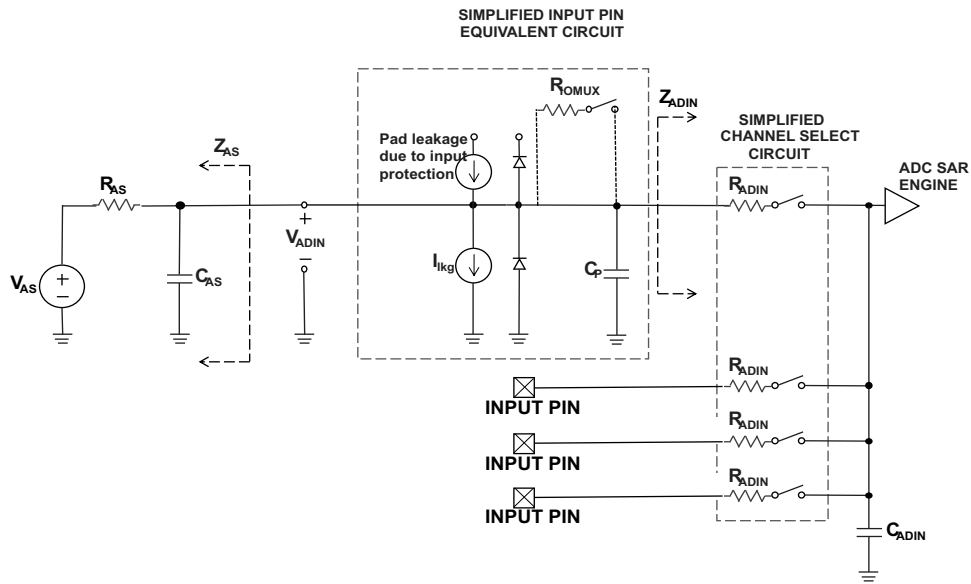 SIMPLIFIED INPUT PIN
EQUIVALENT CIRCUIT
RIOMUX
ZADIN
SIMPLIFIED
CHANNEL SELECT
CIRCUIT
Pad leakage
due to input
protection
ZAS
RAS
RADIN
ADC SAR
ENGINE
+
VADIN
–
Ilkg
CP
CAS
VAS
+
–
RADIN
INPUT PIN
RADIN
INPUT PIN
RADIN
INPUT PIN
CADIN